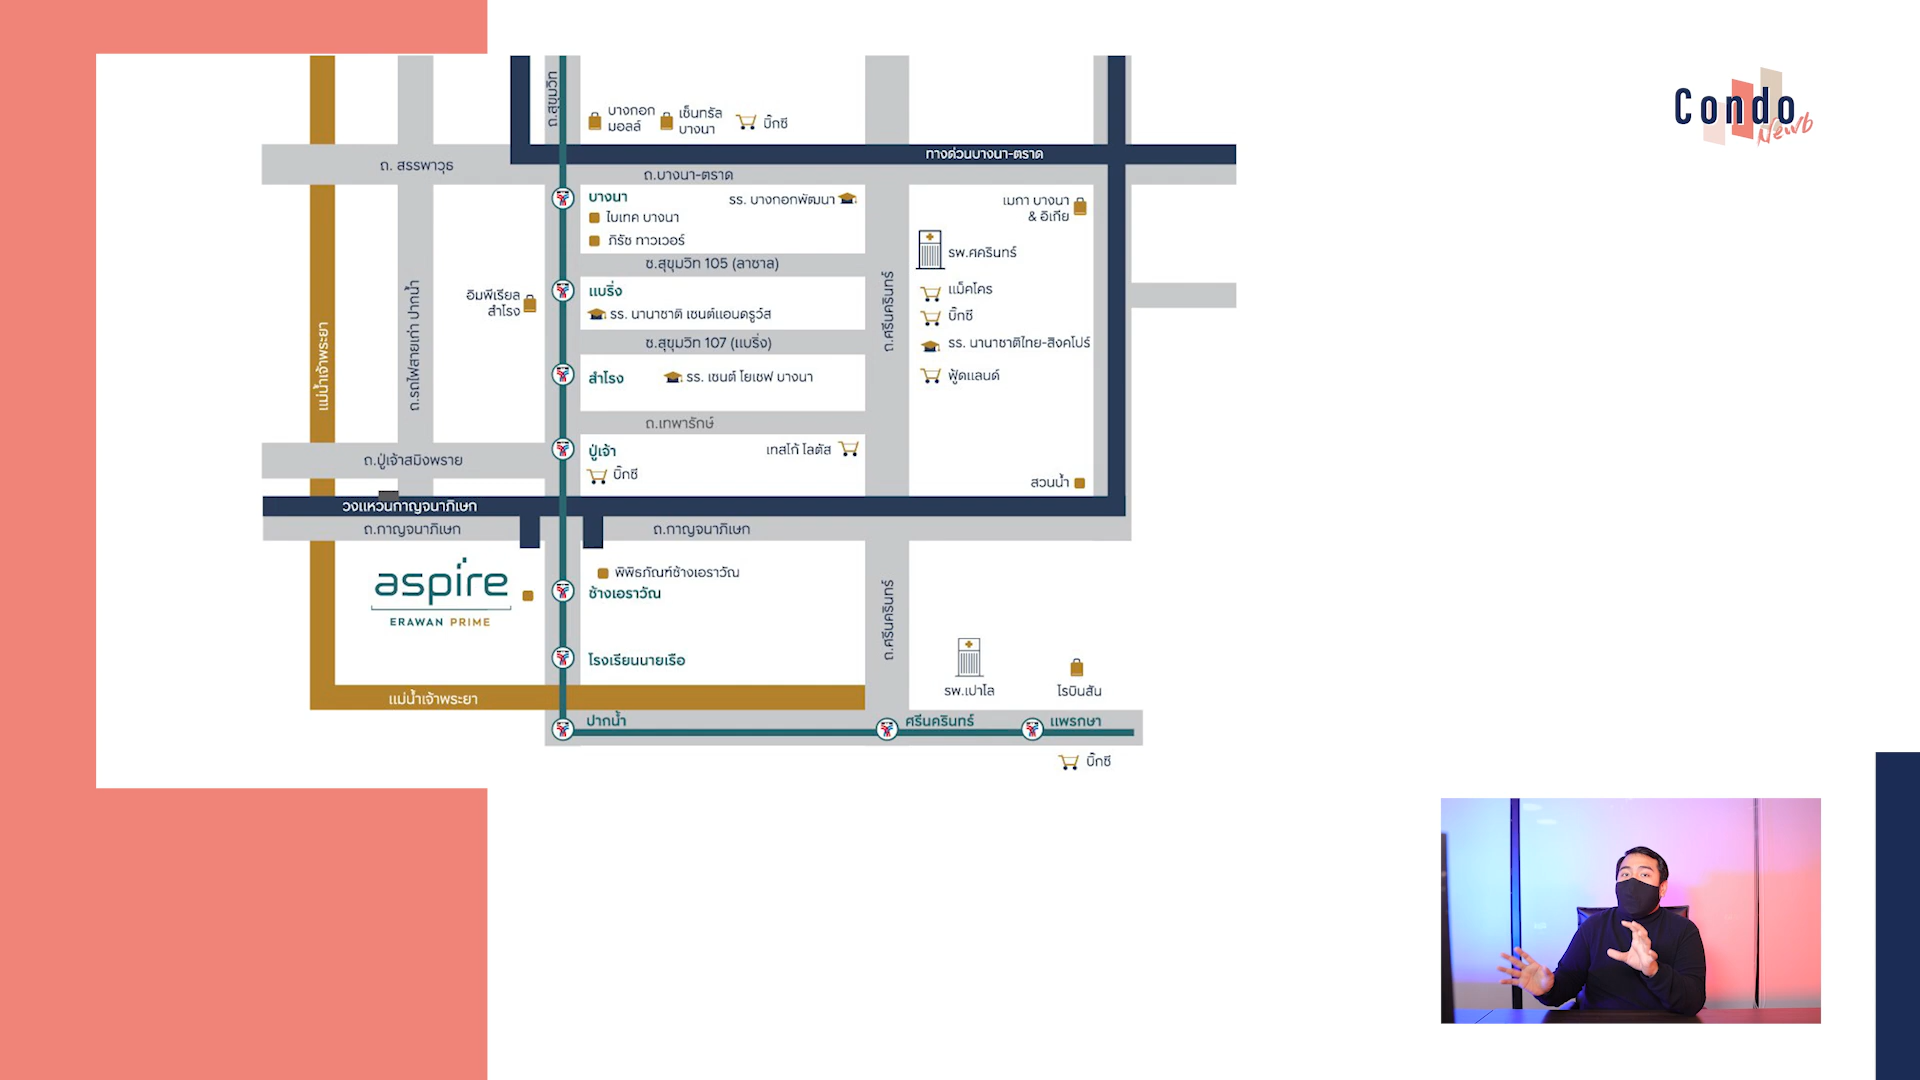 Condo
Newb
ถ.สุขุมวิท
บางกอก
มอลล์
เซ็นทรัล
บางนา
บิ๊กซี
ทางด่วนบางนา-ตราด
ถ. สรรพาวุธ
ถ.บางนา-ตราด
บางนา
รร. บางกอกพัฒนา
ไบเทค บางนา
ภิรัช ทาวเวอร์
เมกา บางนา
& อิเกีย
รพ.ศครินทร์
ซ.สุขุมวิท 105 (ลาซาล)
อิมพีเรียล
สำโรง
แบริ่ง
รร. นานาชาติ เซนต์แอนดรูว์ส
แม็คโคร
บิ๊กซี
รร. นานาชาติไทย-สิงคโปร์
ฟู้ดแลนด์
ซ.สุขุมวิท 107 (แบริ่ง)
แม่น้ำเจ้าพระยา
ถ.รถไฟสายเก่า ปากน้ำ
ถ.ศรีนครินทร์
สำโรง
รร. เซนต์ โยเซฟ บางนา
ถ.เทพารักษ์
ปู่เจ้า
เทสโก้ โลตัส
บิ๊กซี
ถ.ปู่เจ้าสมิงพราย
สวนน้ำ
วงแหวนกาญจนาภิเษก
ถ.กาญจนาภิเษก
ถ.กาญจนาภิเษก
aspire
ERAWAN PRIME
พิพิธภัณฑ์ช้างเอราวัณ
ช้างเอราวัณ
ถ.ศรีนครินทร์
โรงเรียนนายเรือ
รพ.เปาโล
โรบินสัน
แม่น้ำเจ้าพระยา
ปากน้ำ
ศรีนครินทร์
แพรกษา
บิ๊กซี